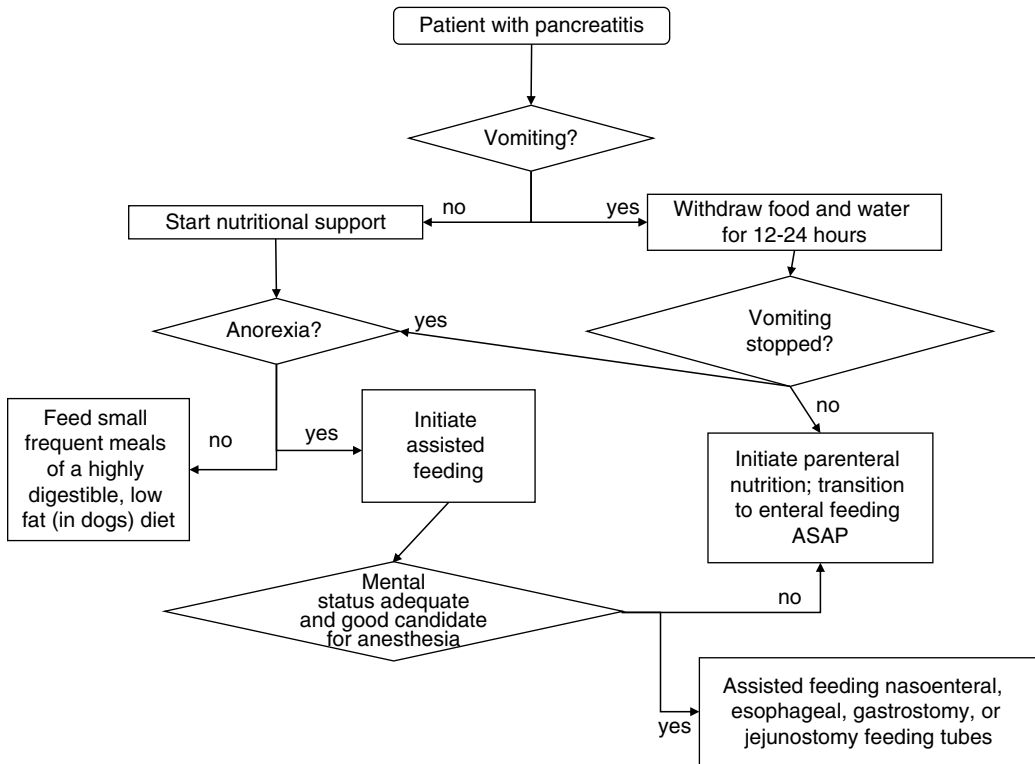 Patient with pancreatitis
Vomiting?
no
yes
Start nutritional support
Withdraw food and water
for 12-24 hours
Anorexia?
yes
Vomiting
stopped?
Feed small
frequent meals
of a highly
digestible, low
fat (in dogs) diet
no
yes
Initiate
assisted
feeding
no
Initiate parenteral
nutrition; transition
to enteral feeding
ASAP
Mental
status adequate
and good candidate
for anesthesia
no
yes
Assisted feeding nasoenteral,
esophageal, gastrostomy, or
jejunostomy feeding tubes